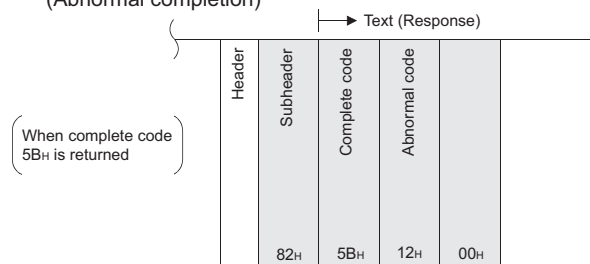 (Abnormal completion)
Text (Response)
Header
Subheader
Complete code
Abnormal code
When complete code
5BH is returned
82H
5BH
12H
00H